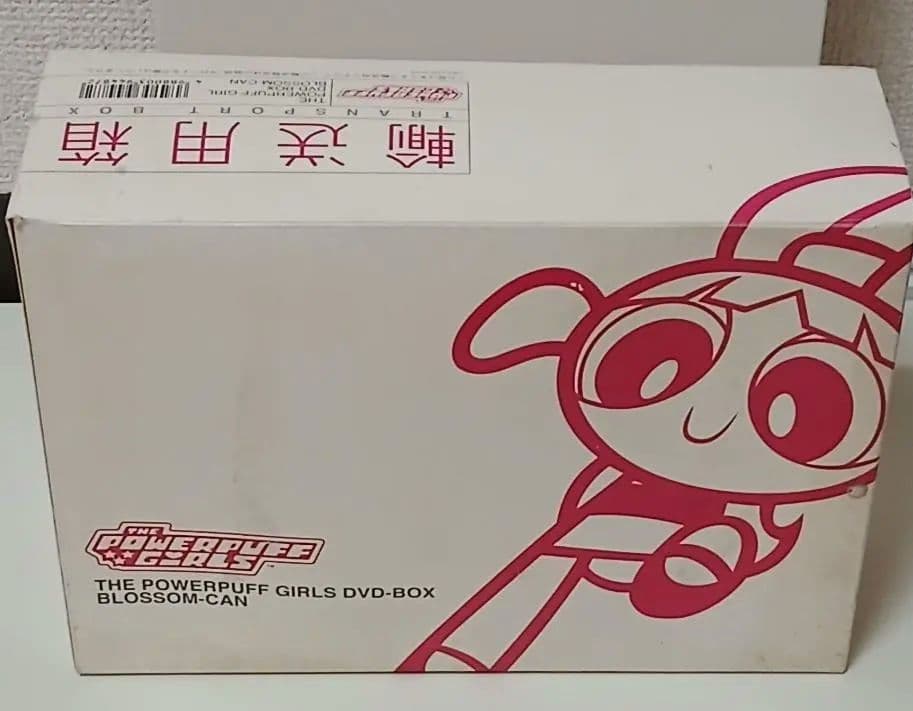 輸送用箱
TRANSPORT BOX
THE
POWERPUFF GIRL
DVD-BOX
BLOSSOM-CAN
THE
POWERPUFF
GIRLS
THE POWERPUFF GIRLS DVD-BOX
BLOSSOM-CAN